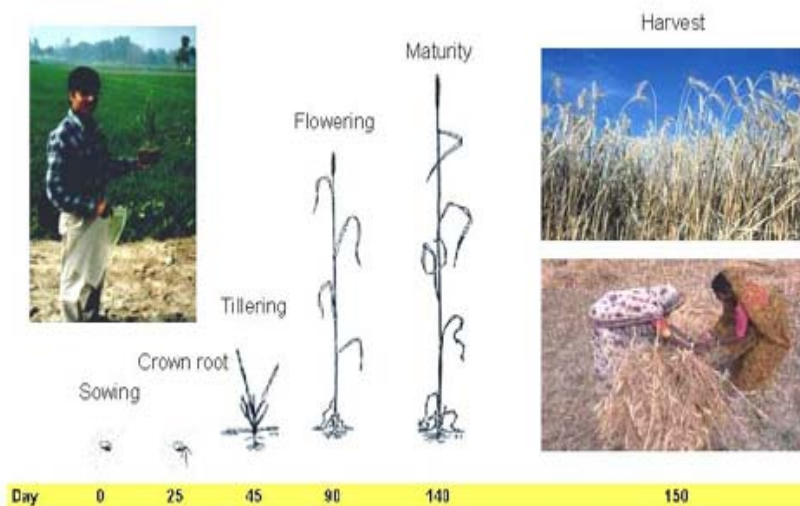 Harvest
Maturity
Flowering
Tillering
Crown root
Sowing
Day 0 25 45 90 140 150